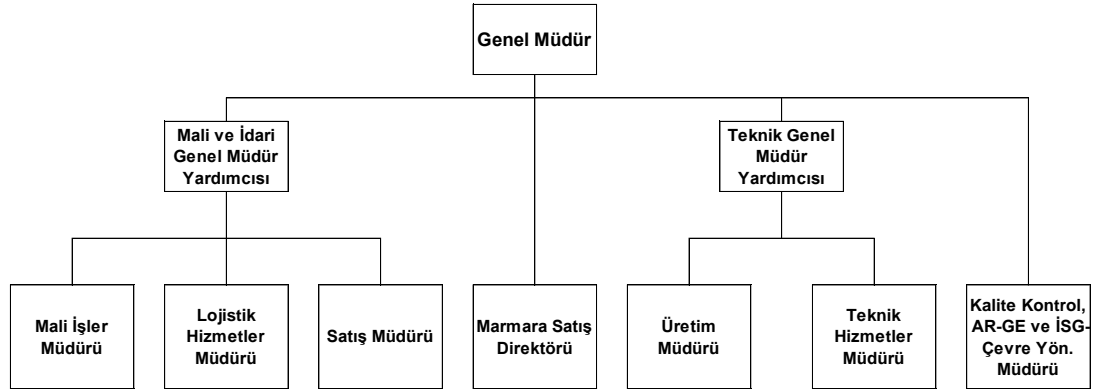 Genel Müdür
Mali ve İdari
Genel Müdür
Yardımcısı
Teknik Genel
Müdür
Yardımcısı
Mali İşler
Müdürü
Lojistik
Hizmetler
Müdürü
Satış Müdürü
Marmara Satış
Direktörü
Üretim
Müdürü
Teknik
Hizmetler
Müdürü
Kalite Kontrol,
AR-GE ve İSG-
Çevre Yön.
Müdürü